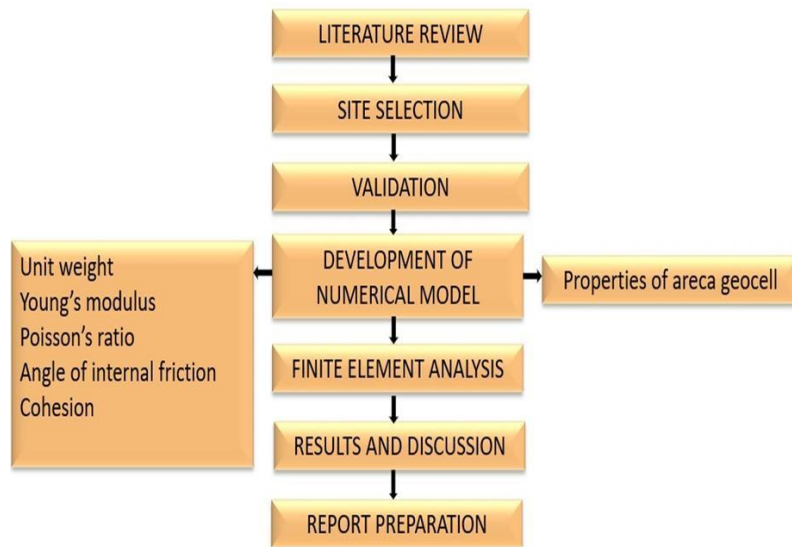 LITERATURE REVIEW
SITE SELECTION
VALIDATION
DEVELOPMENT OF
NUMERICAL MODEL
Unit weight
Young's modulus
Poisson's ratio
Angle of internal friction
Cohesion
Properties of areca geocell
FINITE ELEMENT ANALYSIS
RESULTS AND DISCUSSION
REPORT PREPARATION